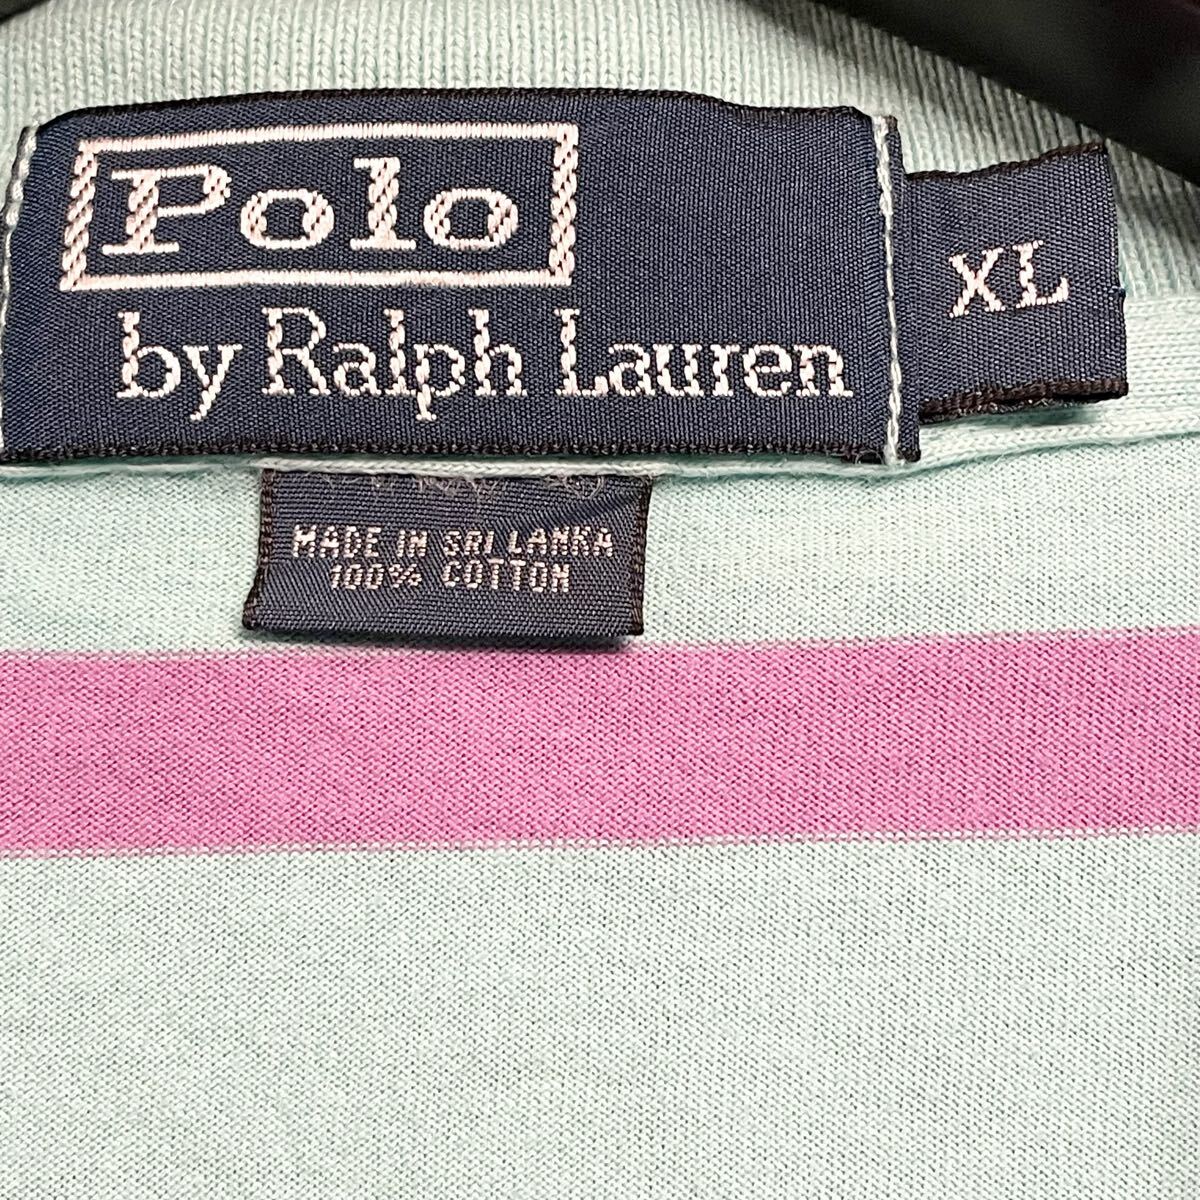 Polo
by Ralph Lauren
XL
MADE IN SRI LANKA
100% COTTON